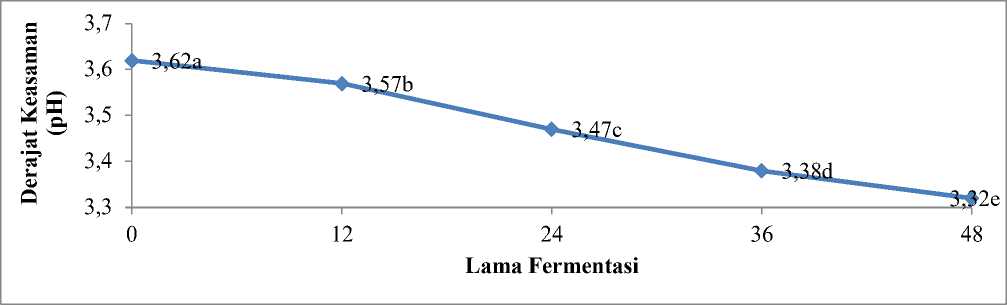 Derajat Keasaman
(pH)
3,7
3,6
3,5
3,4
3,3
3,62a
3,57b
3,47c
3,38d
3,32e
0 12 24 36 48
Lama Fermentasi